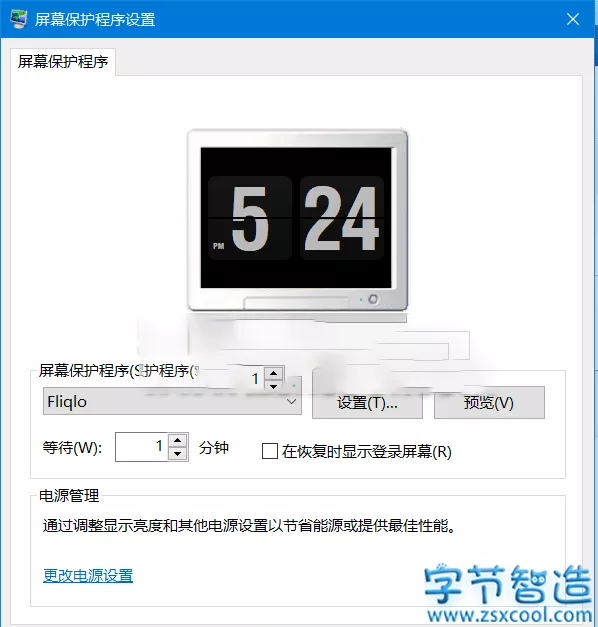 屏幕保护程序设置
屏幕保护程序
5 24
PM
屏幕保护程序(S护程序(
1
Fliqlo
设置(T)...
预览(V)
等待(W): 1 分钟
在恢复时显示登录屏幕(R)
电源管理
通过调整显示亮度和其他电源设置以节省能源或提供最佳性能。
更改电源设置
字节智造
www.zsxcool.com